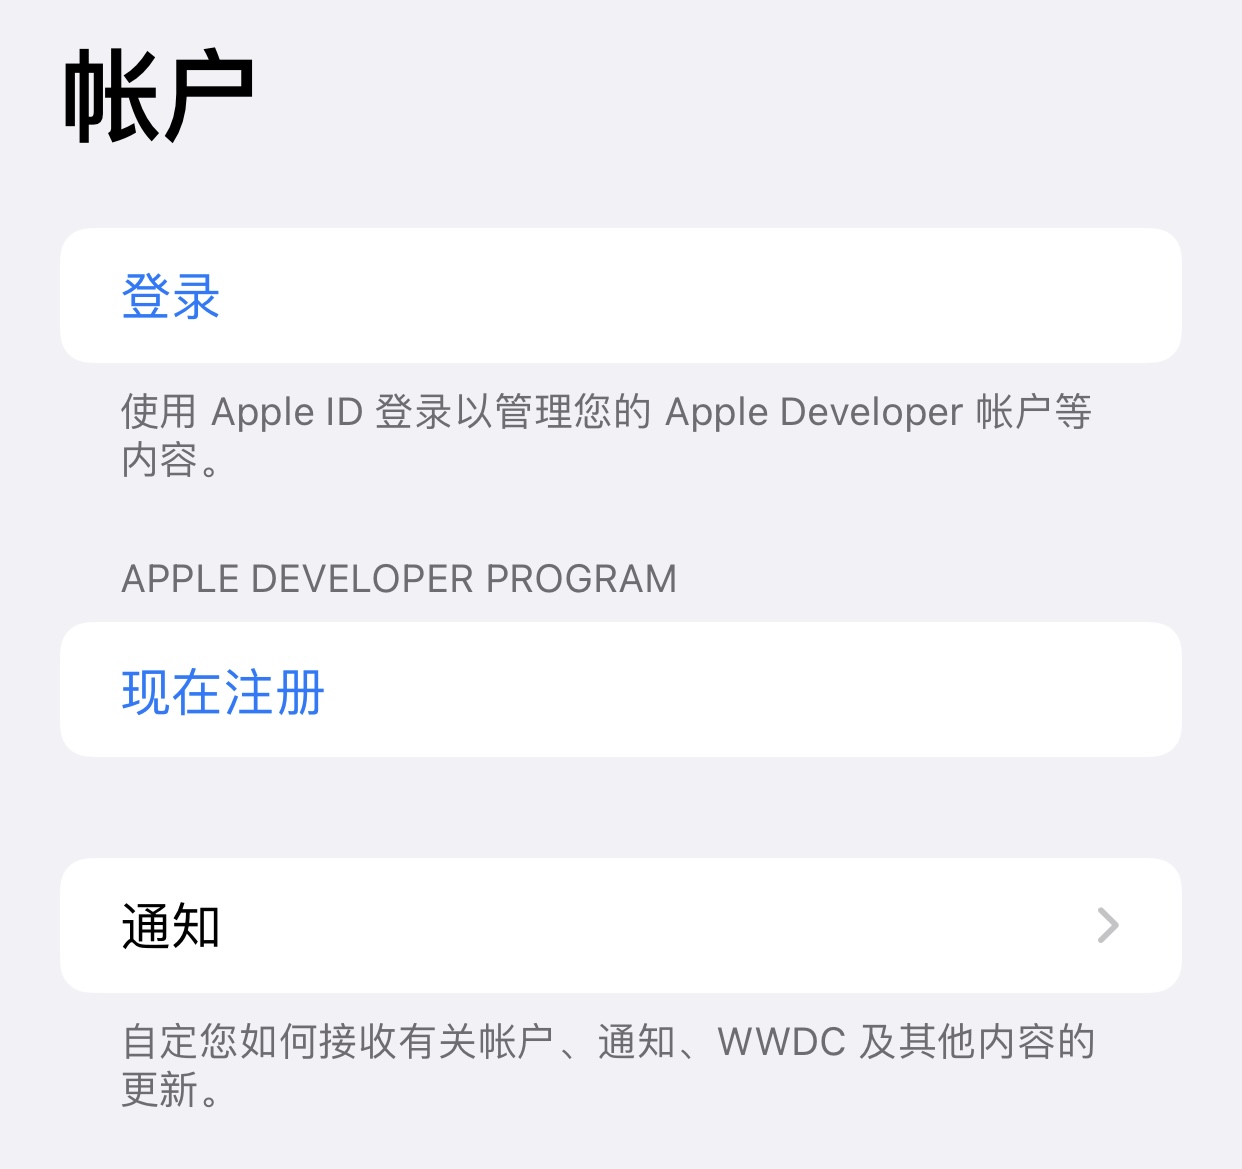 帐户
登录
使用 Apple ID 登录以管理您的 Apple Developer 帐户等
内容。
APPLE DEVELOPER PROGRAM
现在注册
通知
自定您如何接收有关帐户、通知、WWDC 及其他内容的
更新。